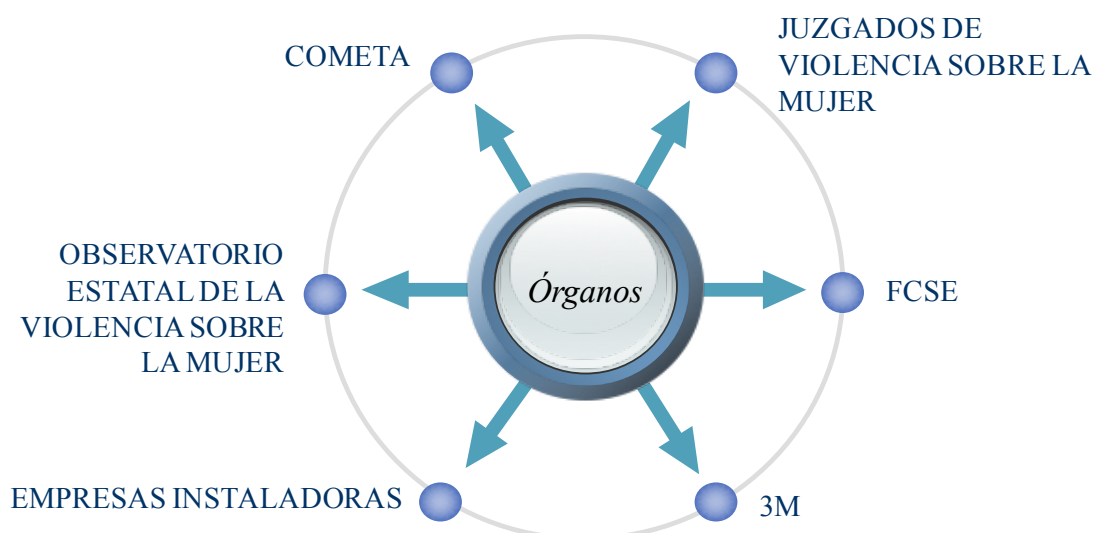 COMETA
JUZGADOS DE
VIOLENCIA SOBRE LA
MUJER
OBSERVATORIO
ESTATAL DE LA
VIOLENCIA SOBRE
LA MUJER
Órganos
FCSE
EMPRESAS INSTALADORAS
3M